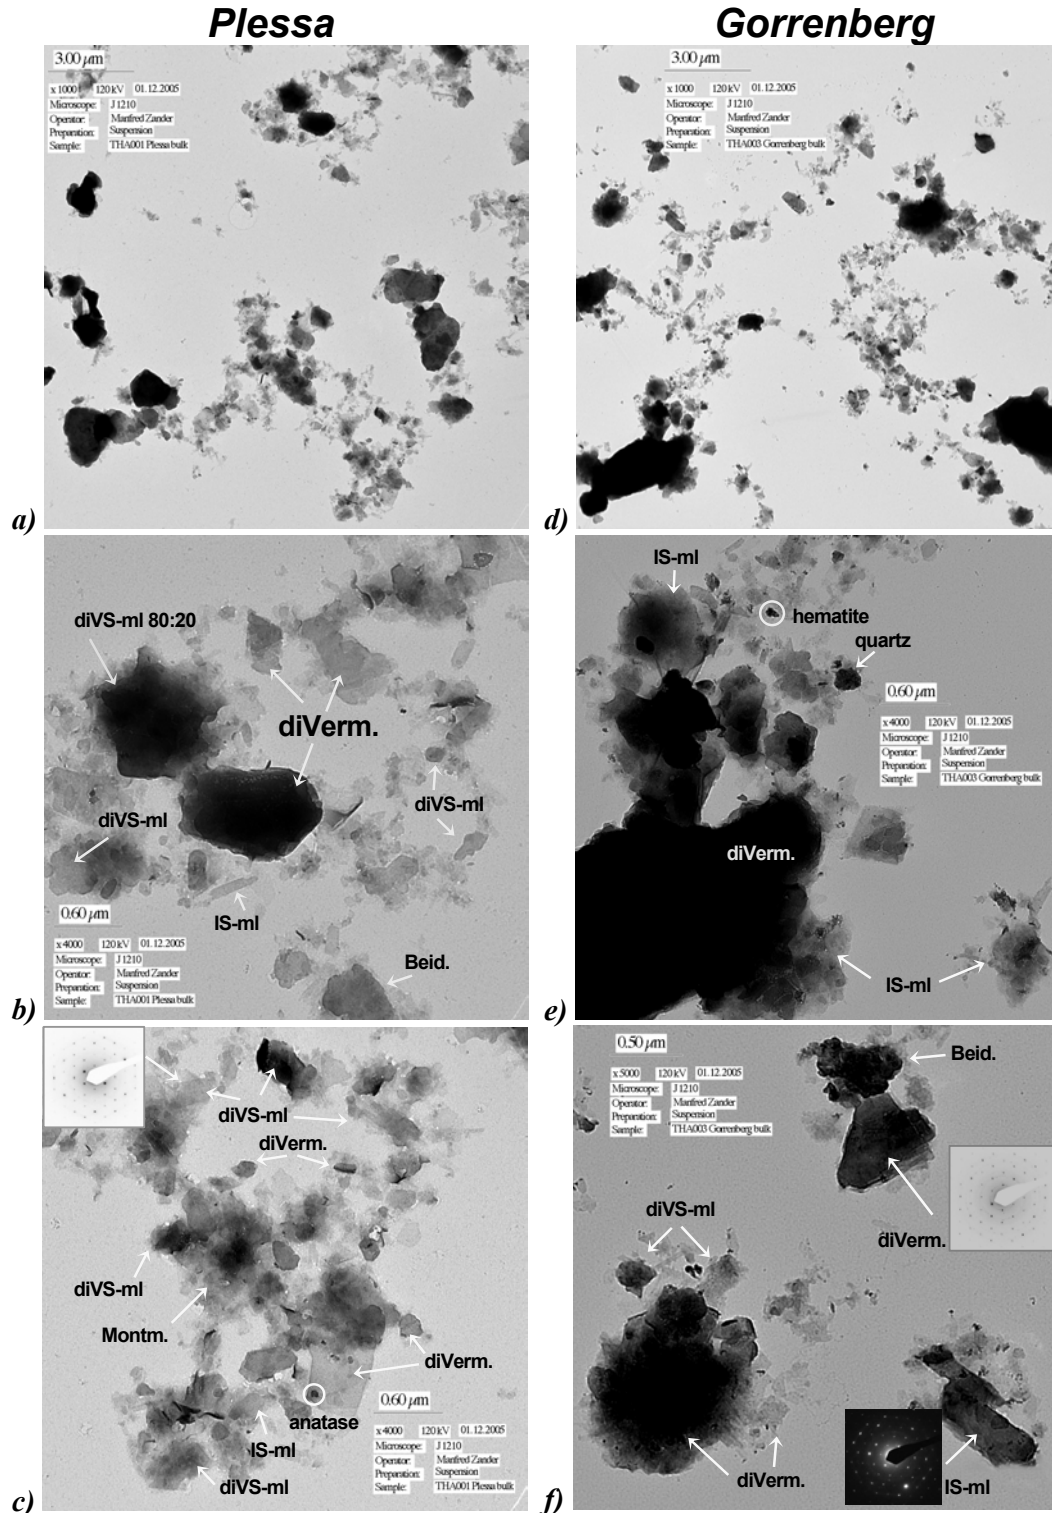 Plessa
Gorrenberg
3.00 µm
x 1000 120 kV 01.12.2005
Microscope: J 1210
Operator: Manfred Zander
Preparation: Suspension
Sample: THA001 Plessa bulk
a)
3.00 µm
x 1000 120 kV 01.12.2005
Microscope: J 1210
Operator: Manfred Zander
Preparation: Suspension
Sample: THA003 Gorrenberg bulk
d)
diVS-ml 80:20
diVerm.
diVS-ml
diVS-ml
IS-ml
Beid.
0.60 µm
x 4000 120 kV 01.12.2005
Microscope: J 1210
Operator: Manfred Zander
Preparation: Suspension
Sample: THA001 Plessa bulk
b)
IS-ml
hematite
quartz
0.60 µm
x 4000 120 kV 01.12.2005
Microscope: J 1210
Operator: Manfred Zander
Preparation: Suspension
Sample: THA003 Gorrenberg bulk
diVerm.
IS-ml
e)
diVS-ml
diVerm.
diVS-ml
Montm.
diVerm.
anatase
IS-ml
diVS-ml
0.60 µm
x 4000 120 kV 01.12.2005
Microscope: J 1210
Operator: Manfred Zander
Preparation: Suspension
Sample: THA001 Plessa bulk
c)
0.50 µm
x 5000 120 kV 01.12.2005
Microscope: J 1210
Operator: Manfred Zander
Preparation: Suspension
Sample: THA003 Gorrenberg bulk
Beid.
diVS-ml
diVerm.
diVerm.
IS-ml
f)